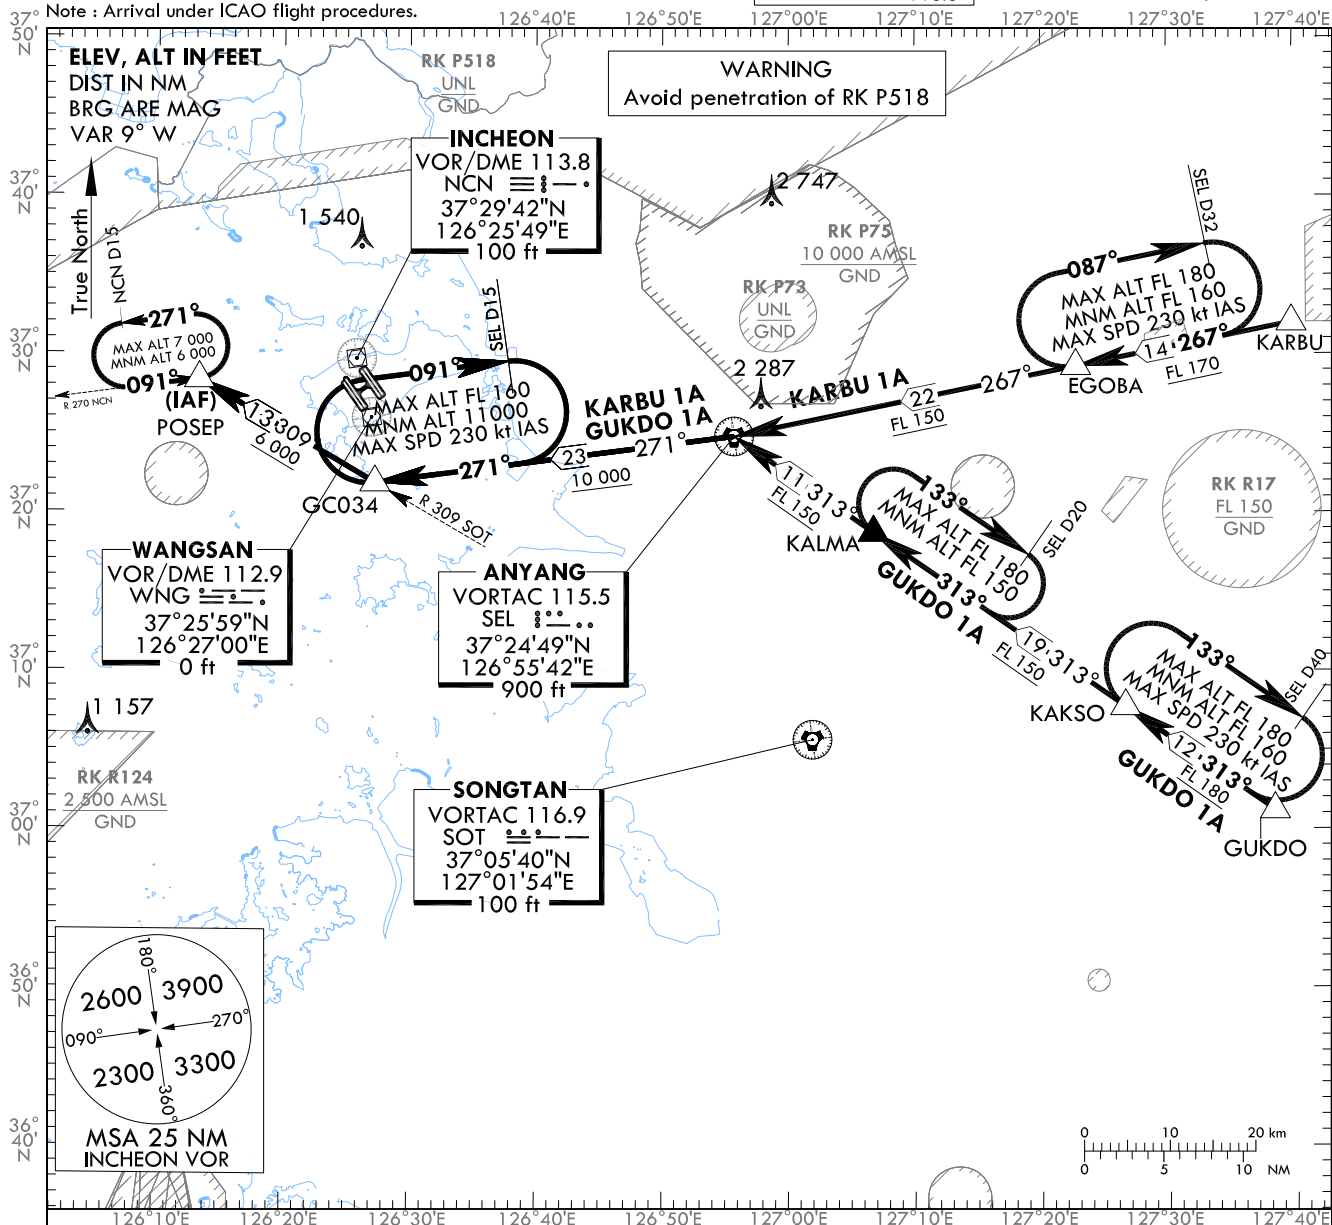 Note : Arrival under ICAO flight procedures.
126°40' 126°50' 127°00' 127°10' 127°20' 127°30' 127°40'
37°
50'
N
ELEV, ALT IN FEET
DIST IN NM
BRG ARE MAG
VAR 9° W
True North
RK P518
UNL
GND
WARNING
Avoid penetration of RK P518
INCHEON
VOR/DME 113.8
NCN
37°29'42"N
126°25'49"E
100 ft
37°
40'
N
1 540
2 747
RK P75
10 000 AMSL
GND
RK P73
UNL
GND
2 287
SEL D32
087°
MAX ALT FL 180
MNM ALT FL 160
MAX SPD 230 kt IAS
KARBU
14
267°
FL 170
EGOBA
267°
22
FL 150
KARBU 1A
NCN D15
271°
MAX ALT 7 000
MNM ALT 6 000
091°
R 270 NCN
(IAF)
POSEP
37°
30'
N
13
309
6 000
SEL D15
091°
MAX ALT FL 160
MNM ALT 11000
MAX SPD 230 kt IAS
271°
GC034
R 309 SOT
KARBU 1A
GUKDO 1A
23
271°
10 000
37°
20'
N
11
313°
FL 150
KALMA
133°
MAX ALT FL 180
MNM ALT FL 150
313°
SEL D20
GUKDO 1A
RK R17
FL 150
GND
WANGSAN
VOR/DME 112.9
WNG
37°25'59"N
126°27'00"E
0 ft
ANYANG
VORTAC 115.5
SEL
37°24'49"N
126°55'42"E
900 ft
19
313°
FL 150
KAKSO
133°
MAX ALT FL 180
MNM ALT FL 160
MAX SPD 230 kt IAS
SEL D40
12
313°
FL 180
GUKDO 1A
GUKDO
37°
10'
N
1 157
RK R124
2 500 AMSL
GND
37°
00'
N
SONGTAN
VORTAC 116.9
SOT
37°05'40"N
127°01'54"E
100 ft
36°
50'
N
180°
2600 3900
090° 270°
2300 3300
360°
MSA 25 NM
INCHEON VOR
36°
40'
N
0 10 20 km
0 5 10 NM
126°10' 126°20' 126°30' 126°40' 126°50' 127°00' 127°10' 127°20' 127°30' 127°40'